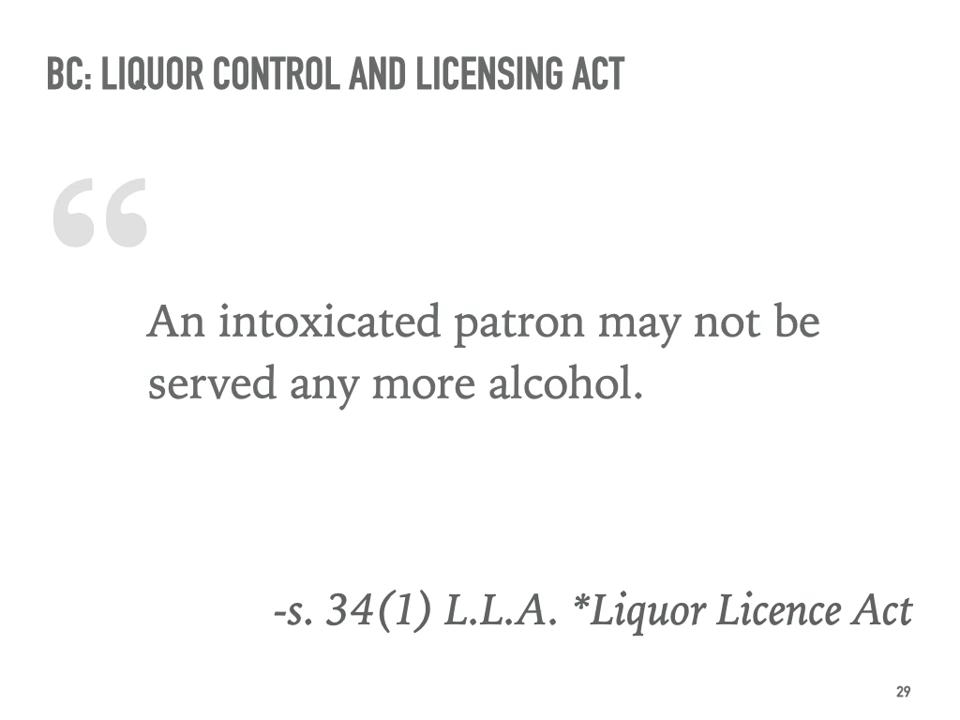 BC: LIQUOR CONTROL AND LICENSING ACT
“
An intoxicated patron may not be
served any more alcohol.
-s. 34(1) L.L.A. *Liquor Licence Act
29